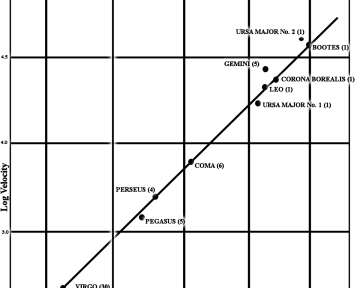 URSA MAJOR No. 2 (1)
BOOTES (1)
4.5
GEMINI (5)
CORONA BOREALIS (1)
LEO (1)
URSA MAJOR No. 1 (1)
4.0
COMA (6)
Log Velocity
PERSEUS (4)
PEGASUS (5)
3.0
VIRGO (30)